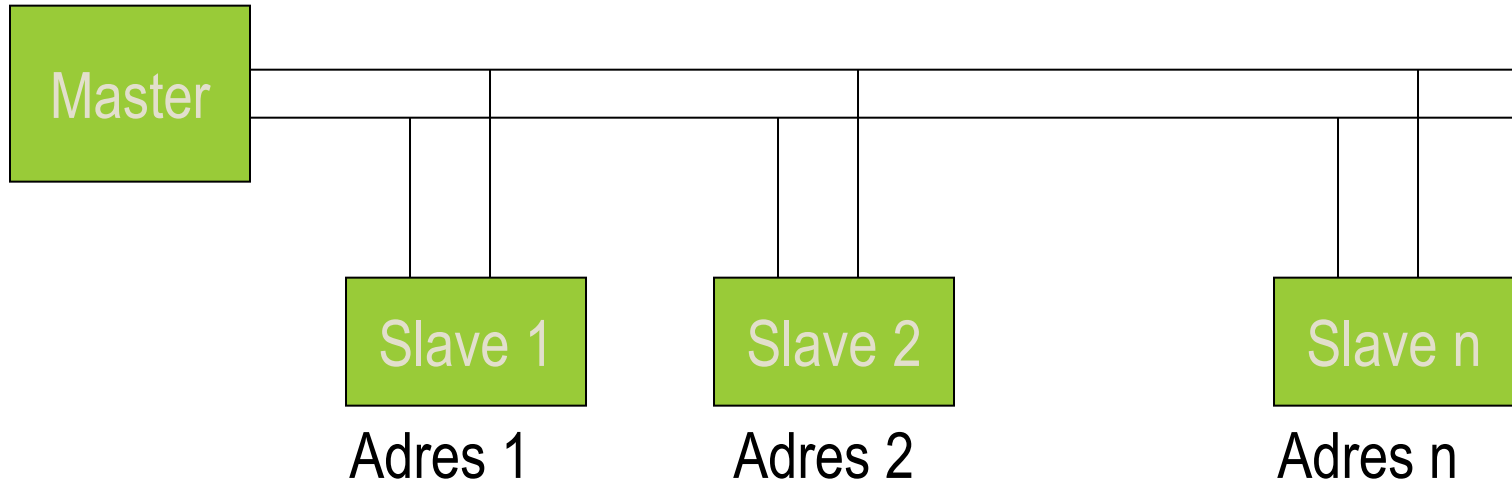 Master
Slave 1
Slave 2
Slave n
Adres 1
Adres 2
Adres n